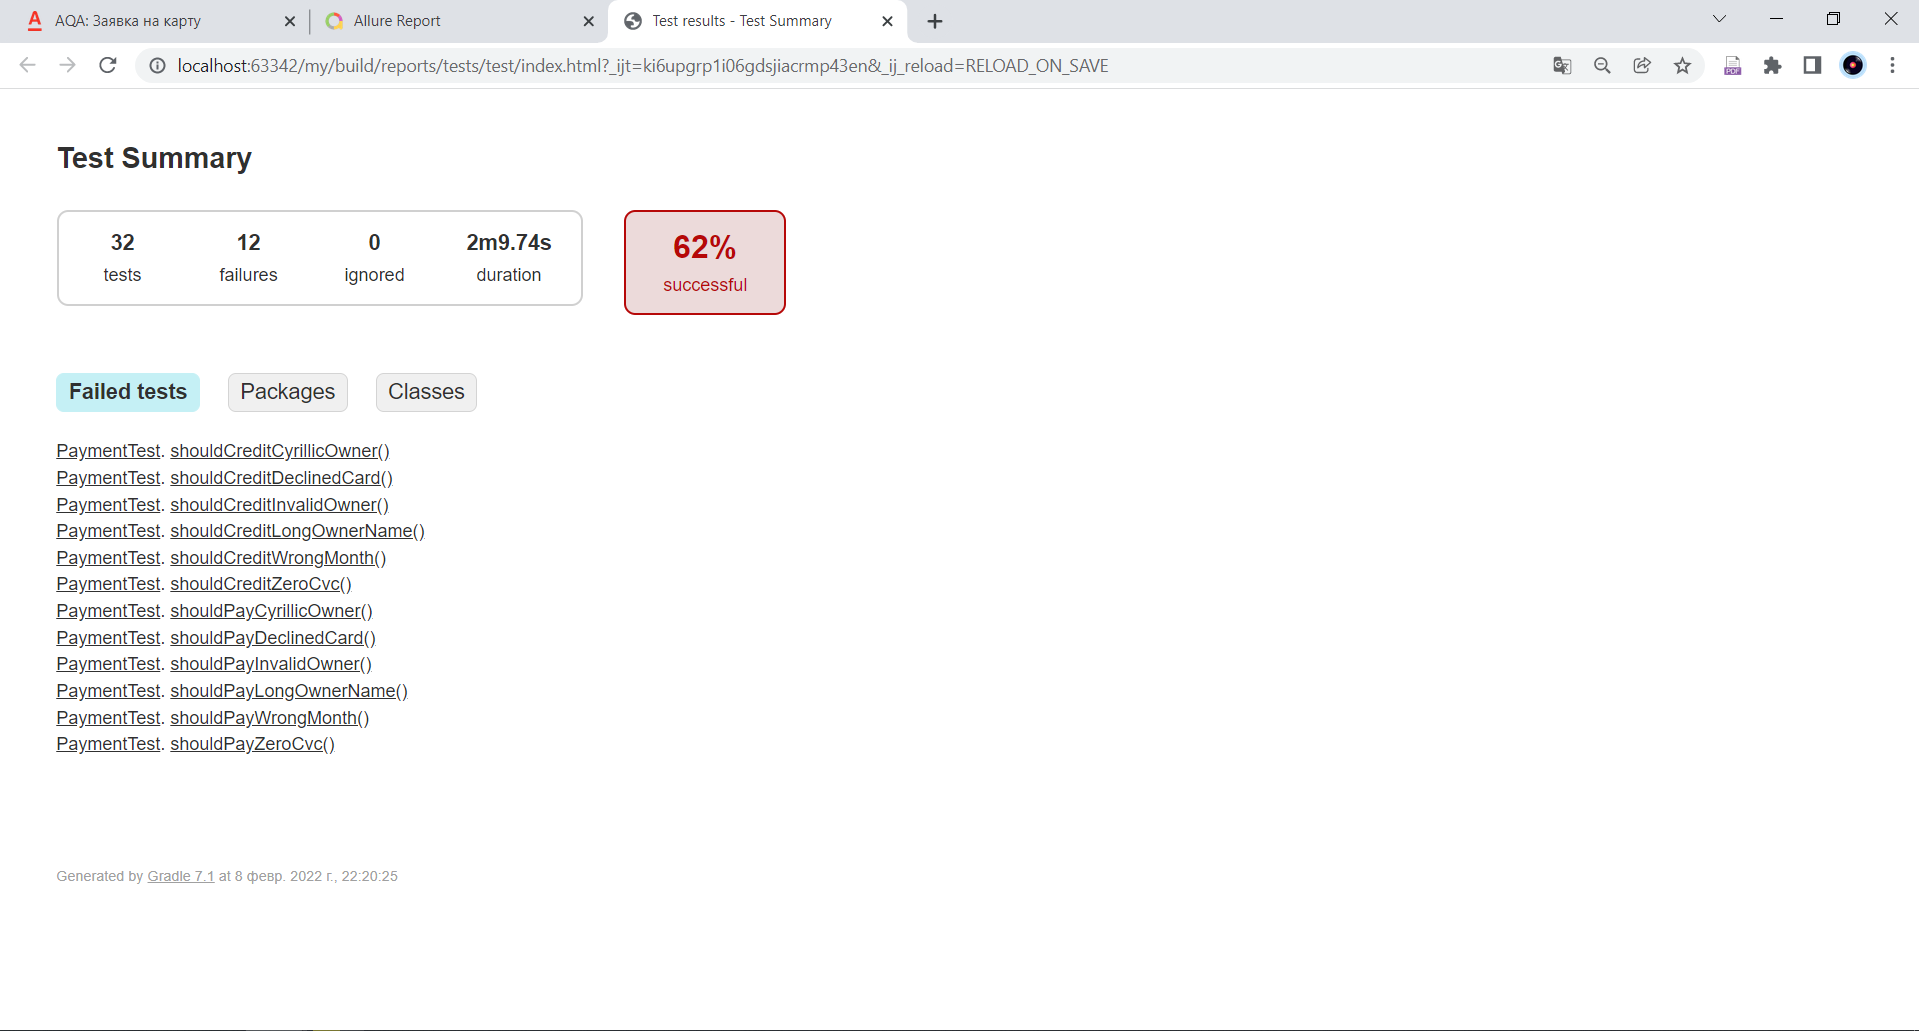 AQA: Заявка на карту
Allure Report
Test results - Test Summary
localhost:63342/my/build/reports/tests/test/index.html?_ijt=ki6upgrp1i06gdsjiacrmp43en&_ij_reload=RELOAD_ON_SAVE
Test Summary
32 12 0 2m9.74s
tests failures ignored duration
62%
successful
Failed tests Packages Classes
PaymentTest. shouldCreditCyrillicOwner()
PaymentTest. shouldCreditDeclinedCard()
PaymentTest. shouldCreditInvalidOwner()
PaymentTest. shouldCreditLongOwnerName()
PaymentTest. shouldCreditWrongMonth()
PaymentTest. shouldCreditZeroCvc()
PaymentTest. shouldPayCyrillicOwner()
PaymentTest. shouldPayDeclinedCard()
PaymentTest. shouldPayInvalidOwner()
PaymentTest. shouldPayLongOwnerName()
PaymentTest. shouldPayWrongMonth()
PaymentTest. shouldPayZeroCvc()
Generated by Gradle 7.1 at 8 февр. 2022 г., 22:20:25